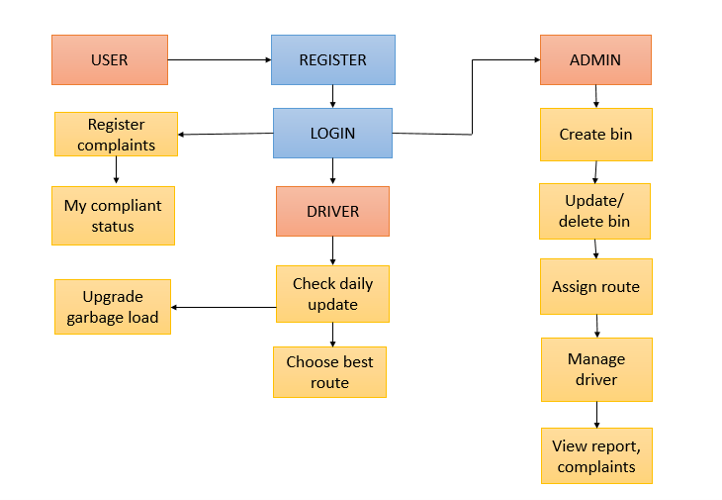 USER
REGISTER
ADMIN
Register
complaints
LOGIN
Create bin
My compliant
status
DRIVER
Update/
delete bin
Upgrade
garbage load
Check daily
update
Assign route
Choose best
route
Manage
driver
View report,
complaints